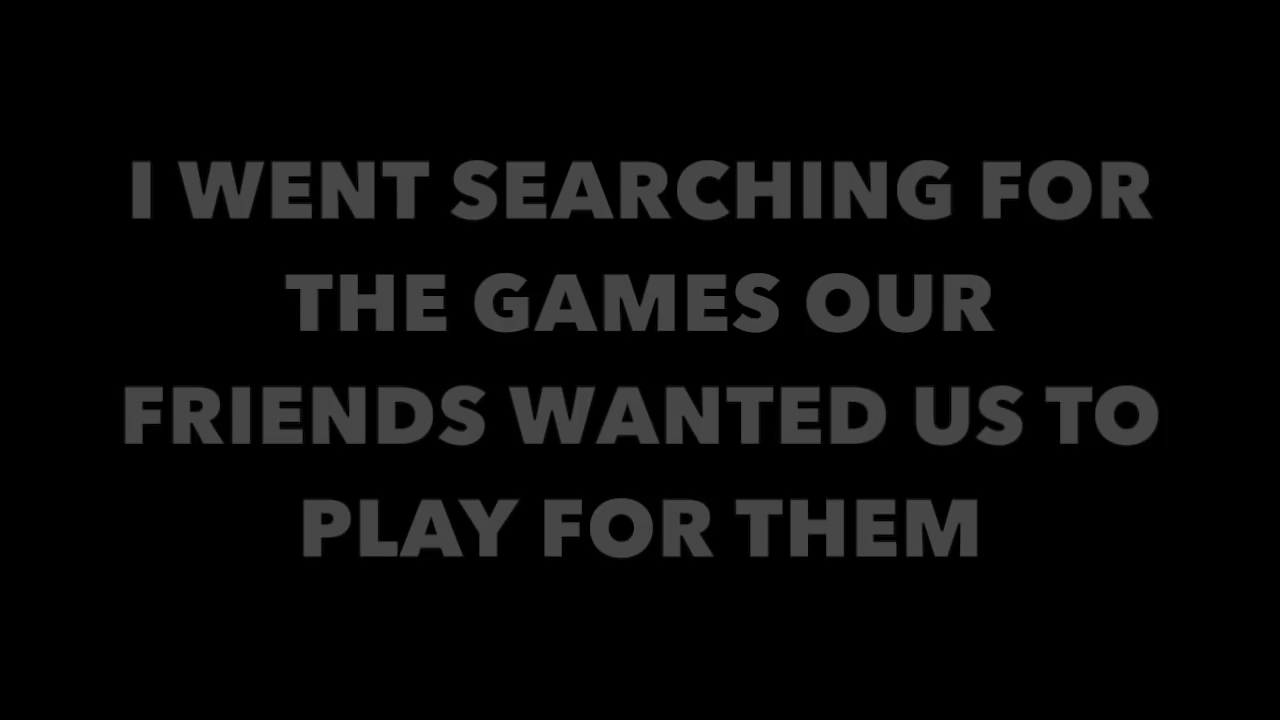 I WENT SEARCHING FOR
THE GAMES OUR
FRIENDS WANTED US TO
PLAY FOR THEM